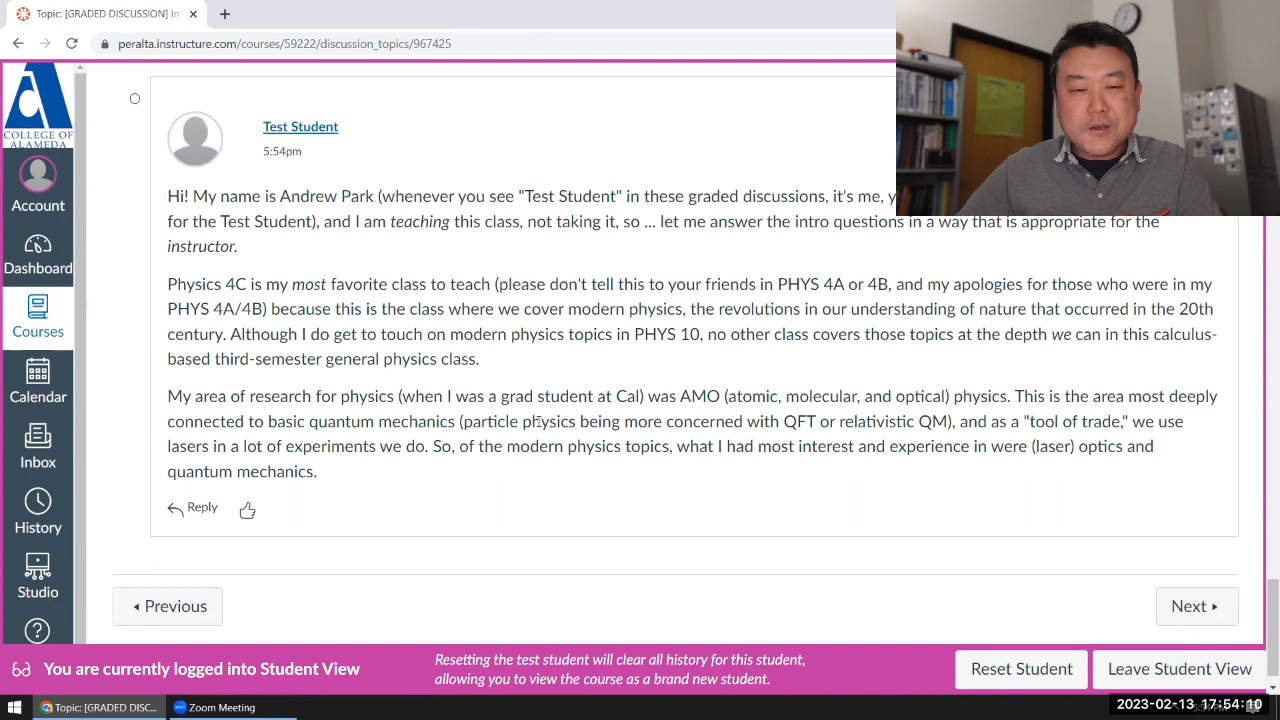 Topic: [GRADED DISCUSSION] In
peralta.instructure.com/courses/59222/discussion_topics/967425
COLLEGE OF
ALAMEDA
Account
Dashboard
Courses
Calendar
Inbox
History
Studio
Test Student
5:54pm
Hi! My name is Andrew Park (whenever you see "Test Student" in these graded discussions, it's me, y
for the Test Student), and I am teaching this class, not taking it, so ... let me answer the intro questions in a way that is appropriate for the
instructor.
Physics 4C is my most favorite class to teach (please don't tell this to your friends in PHYS 4A or 4B, and my apologies for those who were in my
PHYS 4A/4B) because this is the class where we cover modern physics, the revolutions in our understanding of nature that occurred in the 20th
century. Although I do get to touch on modern physics topics in PHYS 10, no other class covers those topics at the depth we can in this calculus-
based third-semester general physics class.
My area of research for physics (when I was a grad student at Cal) was AMO (atomic, molecular, and optical) physics. This is the area most deeply
connected to basic quantum mechanics (particle physics being more concerned with QFT or relativistic QM), and as a "tool of trade," we use
lasers in a lot of experiments we do. So, of the modern physics topics, what I had most interest and experience in were (laser) optics and
quantum mechanics.
Reply
Previous
Next
You are currently logged into Student View
Resetting the test student will clear all history for this student,
allowing you to view the course as a brand new student.
Reset Student
Leave Student View
Topic: [GRADED DISC...
Zoom Meeting
2023-02-13 17:54:10